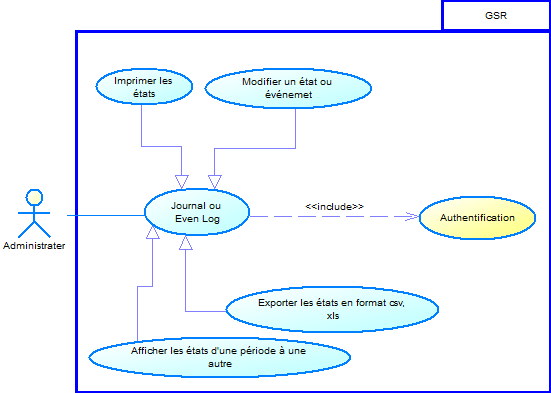 GSR
Imprimer les
états
Modifier un état ou
événemet
Journal ou
Even Log
<<include>>
Authentification
Administrater
Exporter les états en format csv,
xls
Afficher les états d'une période à une
autre